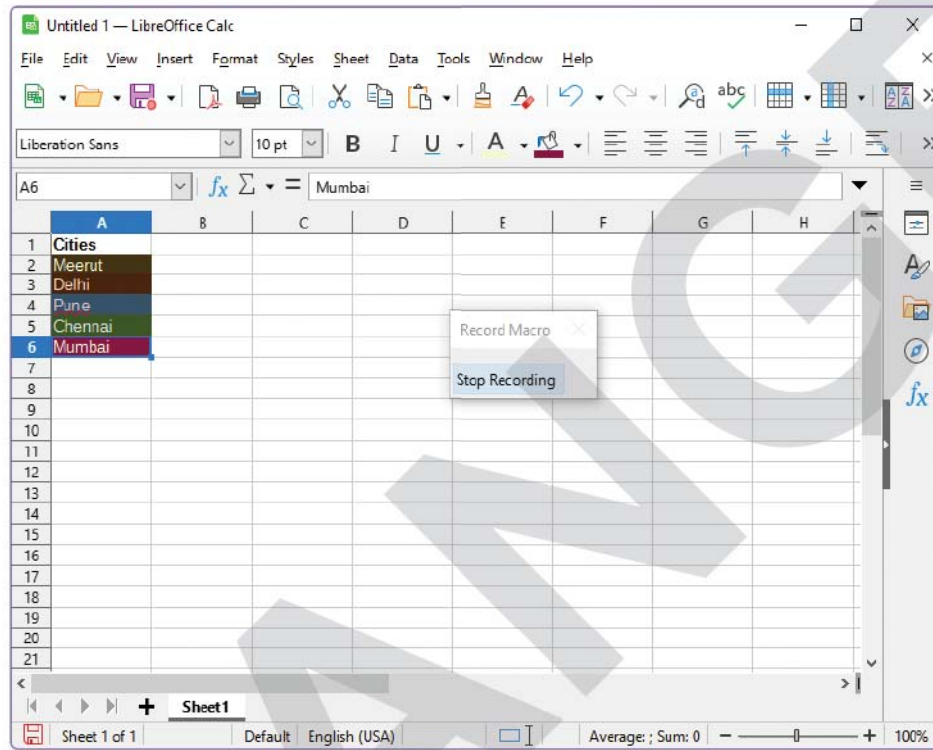 Untitled 1 — LibreOffice Calc
File Edit View Insert Format Styles Sheet Data Tools Window Help
Liberation Sans 10 pt B I U A
A6 fx Σ = Mumbai
A B C D E F G H
1 Cities
2 Meerut
3 Delhi
4 Pune
5 Chennai
6 Mumbai
7
8
9
10
11
12
13
14
15
16
17
18
19
20
21
Record Macro
Stop Recording
Sheet1
Sheet 1 of 1 Default English (USA) Average: ; Sum: 0 100%